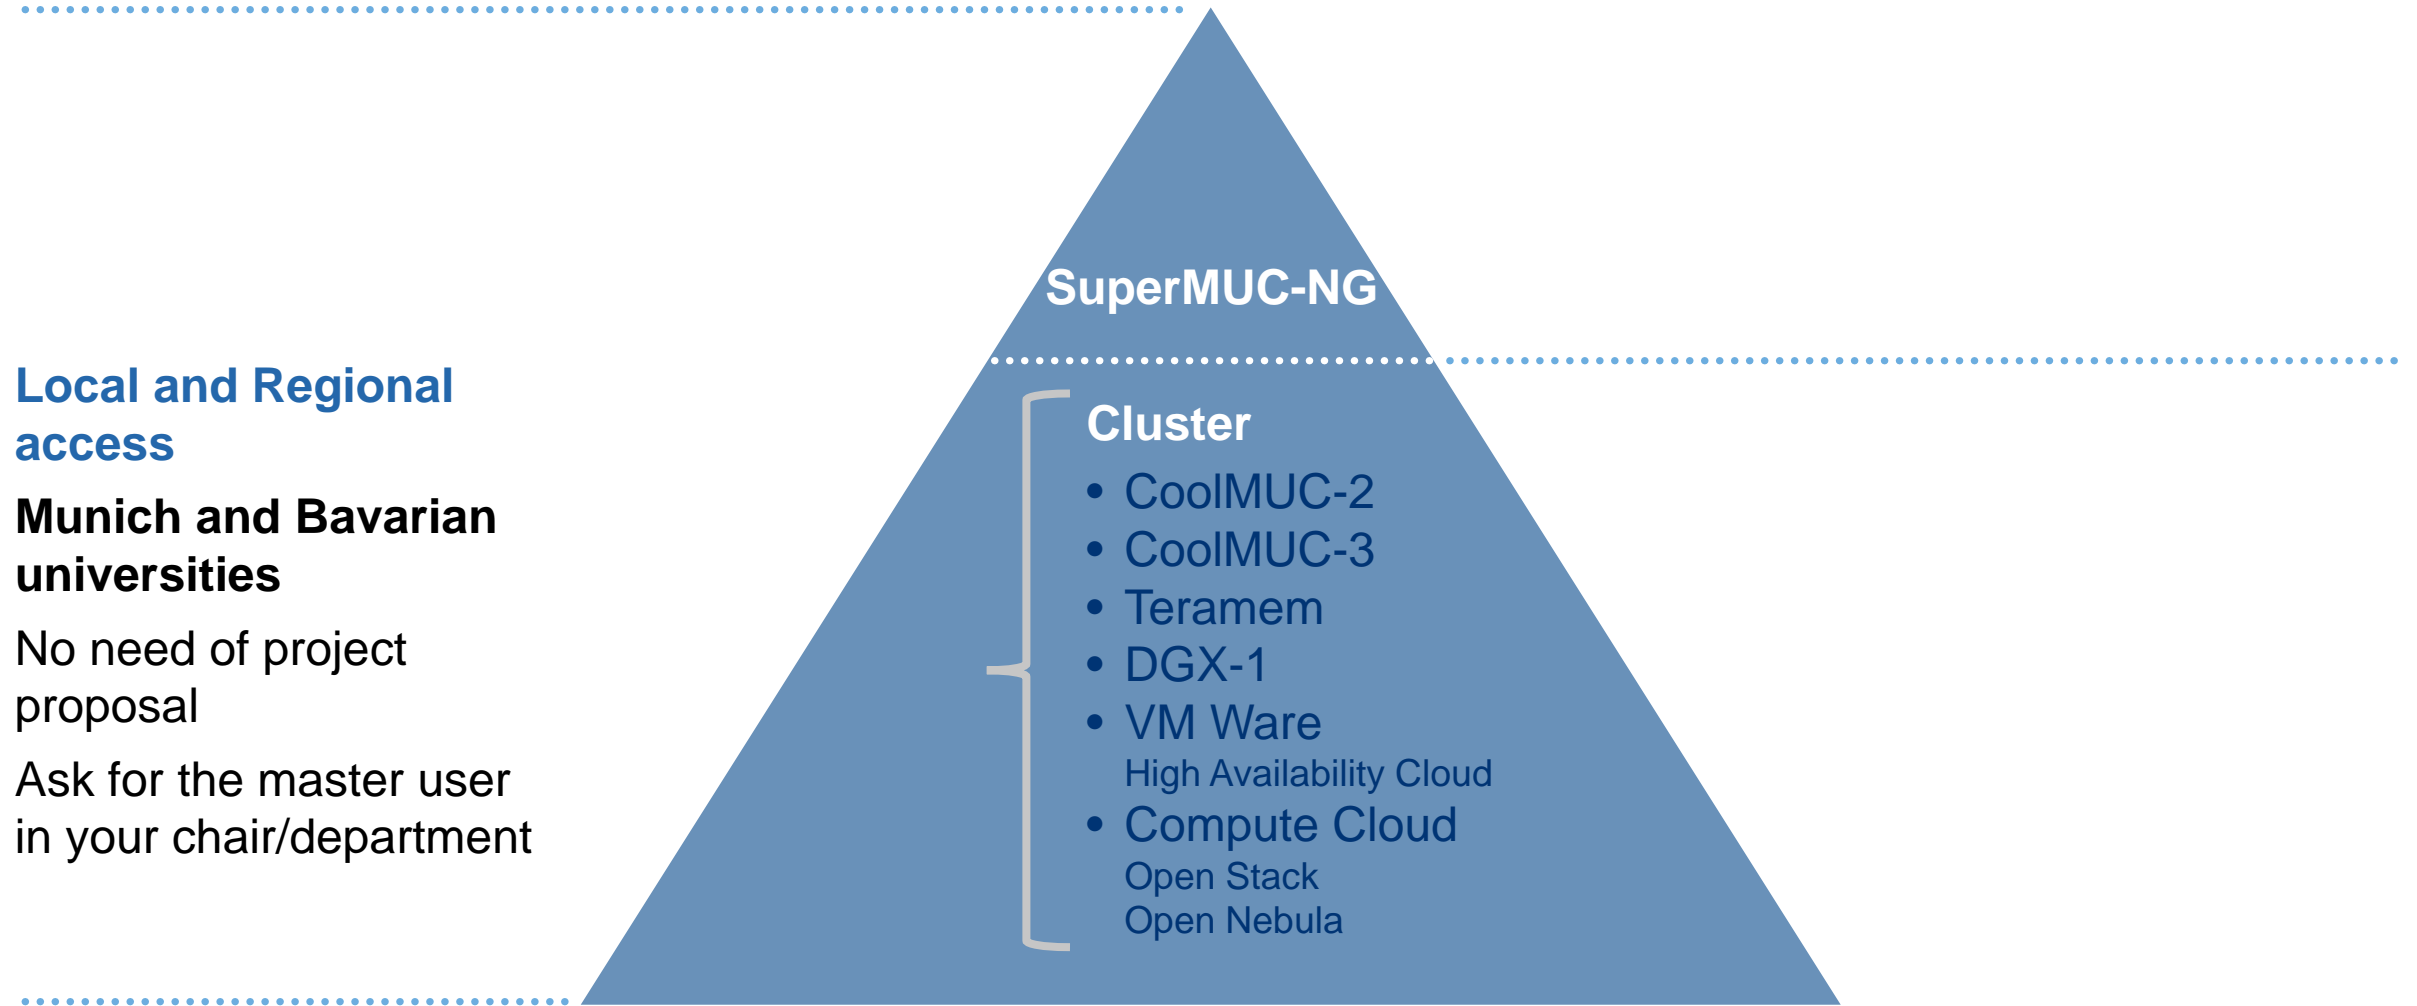 SuperMUC-NG
Local and Regional
access
Munich and Bavarian
universities
No need of project
proposal
Ask for the master user
in your chair/department
Cluster
• CoolMUC-2
• CoolMUC-3
• Teramem
• DGX-1
• VM Ware
High Availability Cloud
• Compute Cloud
Open Stack
Open Nebula